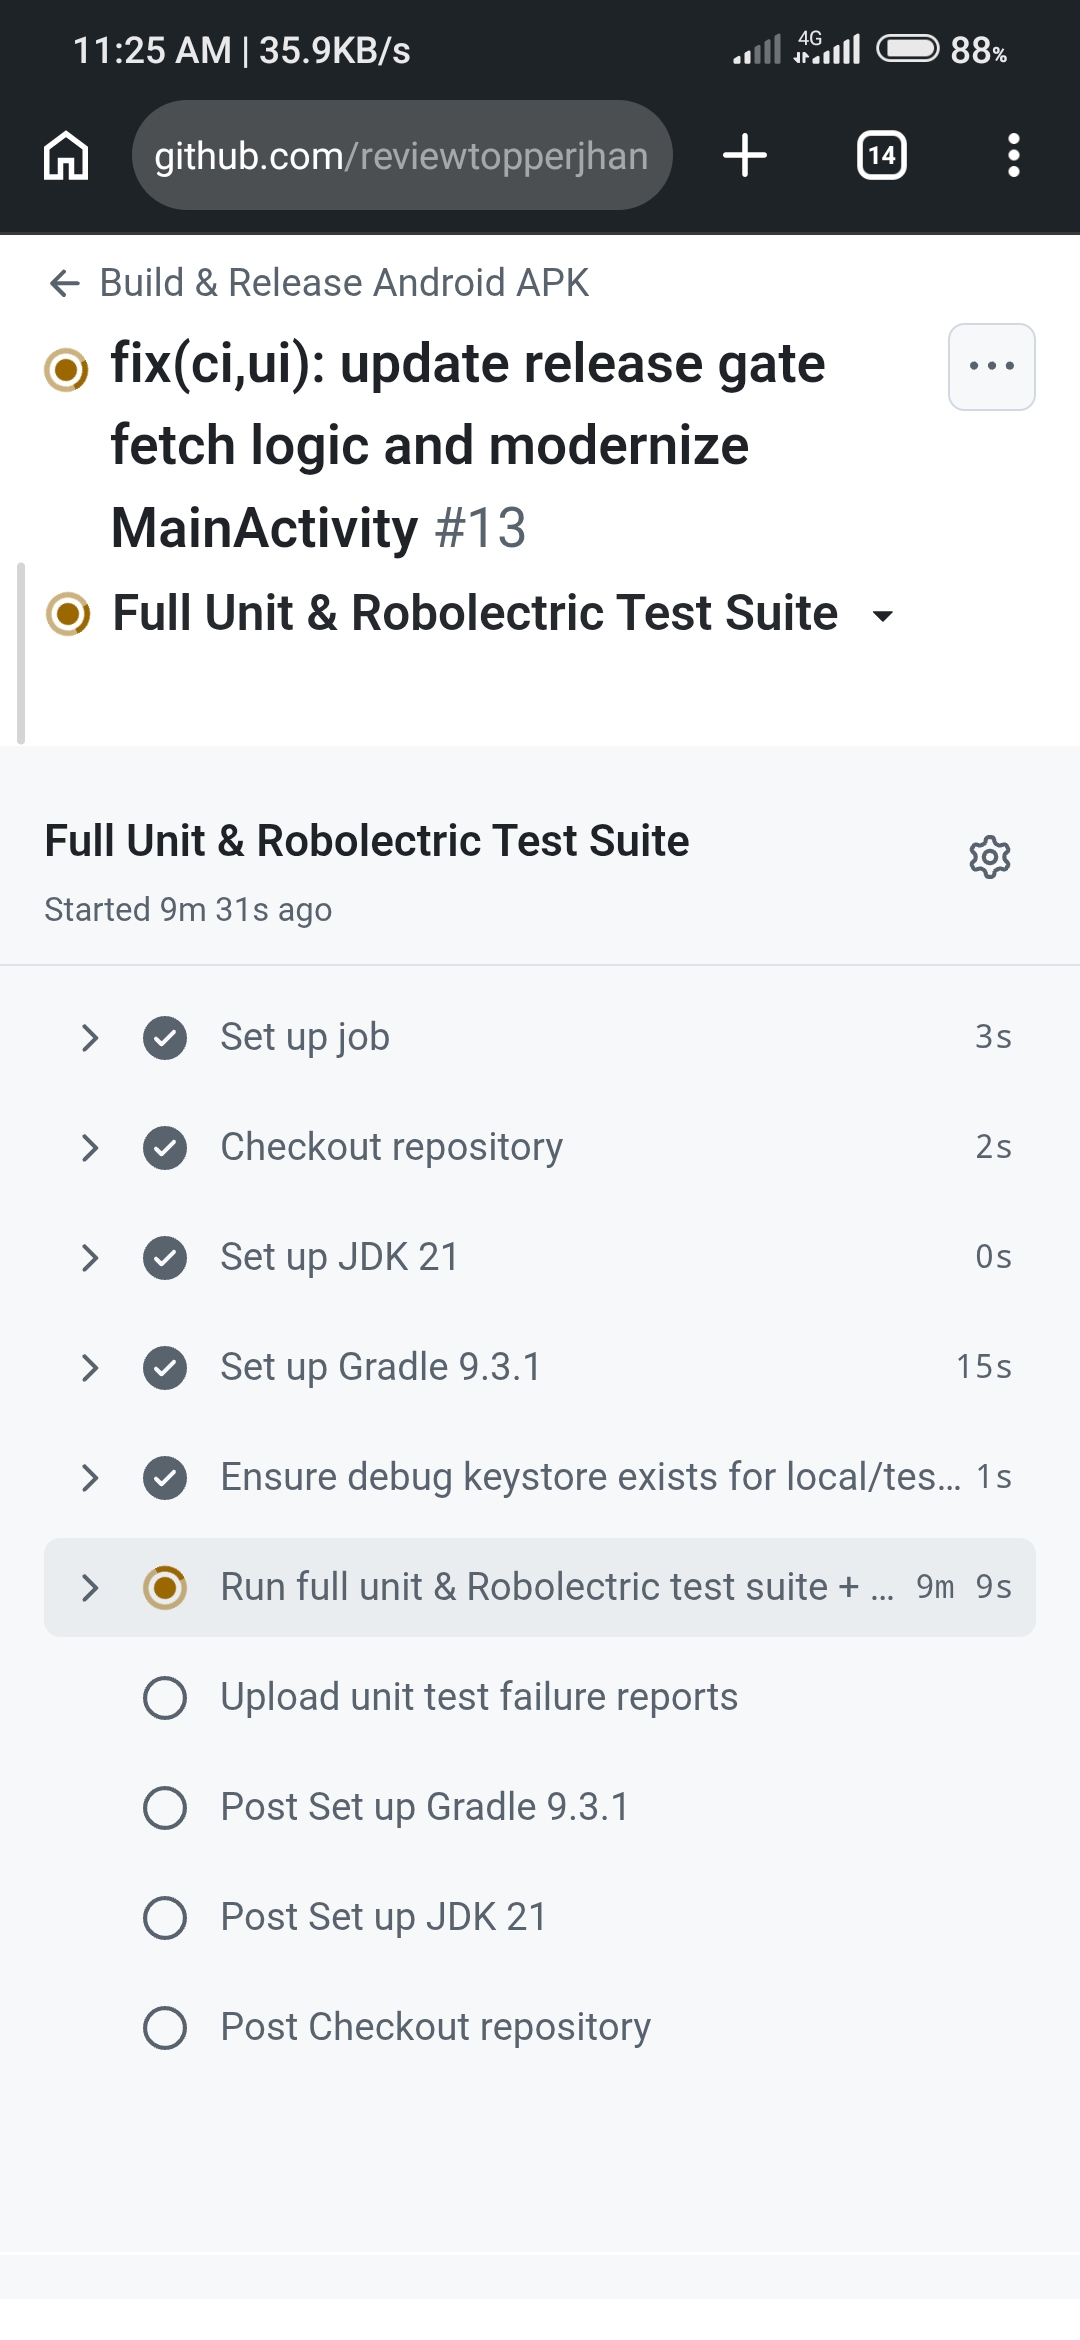 11:25 AM | 35.9KB/s 4G 88%
github.com/reviewtopperjhan 14
Build & Release Android APK
fix(ci,ui): update release gate
fetch logic and modernize
MainActivity #13
Full Unit & Robolectric Test Suite
Full Unit & Robolectric Test Suite
Started 9m 31s ago
Set up job 3s
Checkout repository 2s
Set up JDK 21 0s
Set up Gradle 9.3.1 15s
Ensure debug keystore exists for local/tes... 1s
Run full unit & Robolectric test suite + ... 9m 9s
Upload unit test failure reports
Post Set up Gradle 9.3.1
Post Set up JDK 21
Post Checkout repository